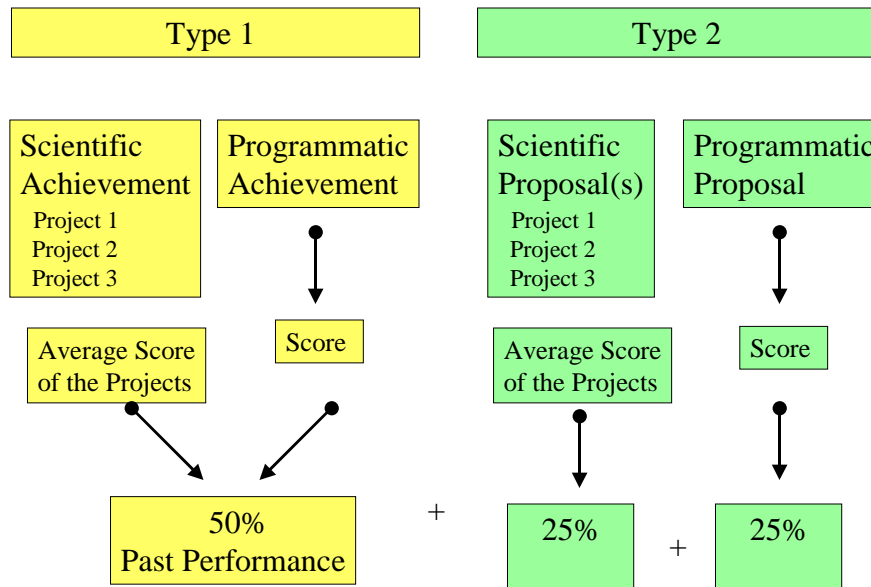 Type 1
Type 2
Scientific
Achievement
Project 1
Project 2
Project 3
Programmatic
Achievement
Scientific
Proposal(s)
Project 1
Project 2
Project 3
Programmatic
Proposal
Average Score
of the Projects
Score
Average Score
of the Projects
Score
50%
Past Performance
+
25%
+
25%